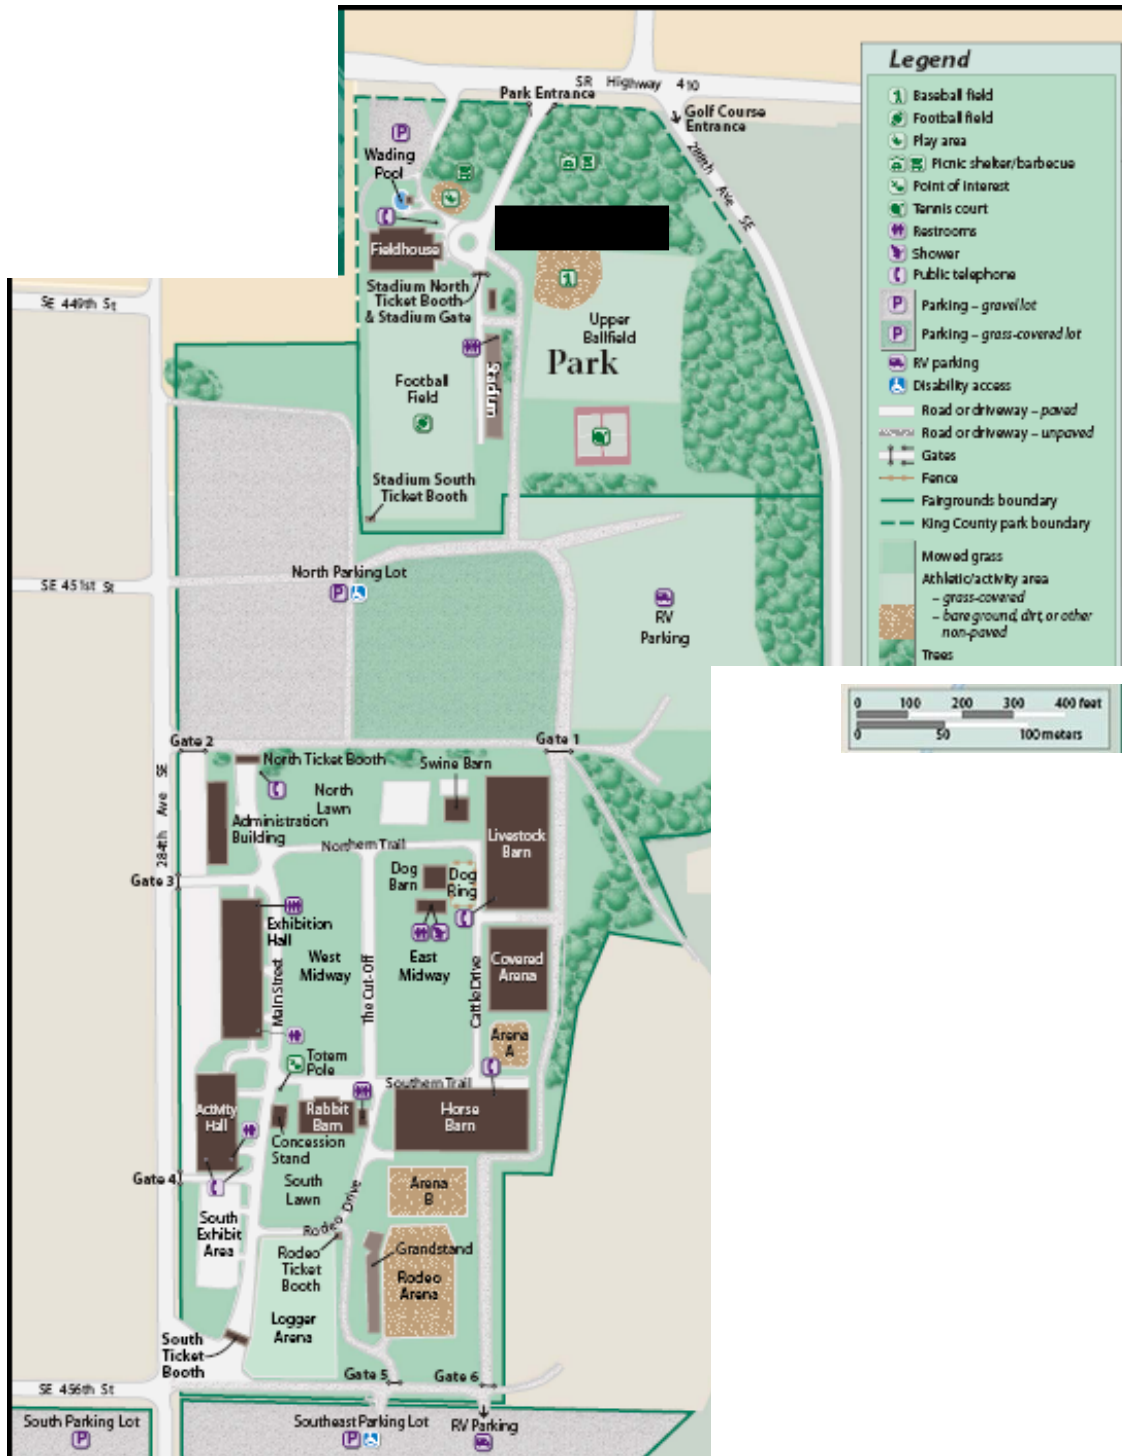 SR Highway 410
Park Entrance
Golf Course
Entrance
288th Ave SE
Wading
Pool
Fieldhouse
Stadium North
Ticket Booth
& Stadium Gate
Upper
Ballfield
Park
Stadium
Football
Field
Stadium South
Ticket Booth
SE 449th St
SE 451st St
North Parking Lot
RV
Parking
Legend
Baseball field
Football field
Play area
Picnic shelter/barbecue
Point of interest
Tennis court
Restrooms
Shower
Public telephone
P Parking – gravel lot
P Parking – grass-covered lot
RV parking
Disability access
Road or driveway – paved
Road or driveway – unpaved
Gates
Fence
Fairgrounds boundary
King County park boundary
Mowed grass
Athletic/activity area
– grass-covered
– bare ground, dirt, or other
non-paved
Trees
0 100 200 300 400 feet
0 50 100 meters
Gate 2
Gate 1
North Ticket Booth
Swine Barn
North
Lawn
284th Ave SE
Administration
Building
Northern Trail
Livestock
Barn
Dog
Barn
Dog
Ring
Gate 3
Exhibition
Hall
West
Midway
East
Midway
Main Street
The Cut-Off
Cattle Drive
Covered
Arena
Arena
A
Totem
Pole
Southern Trail
Activity
Hall
Rabbit
Barn
Horse
Barn
Concession
Stand
Gate 4
South
Lawn
Arena
B
South
Exhibit
Area
Rodeo Drive
Rodeo
Ticket
Booth
Grandstand
Rodeo
Arena
Logger
Arena
South
Ticket
Booth
Gate 5
Gate 6
SE 456th St
South Parking Lot
P
Southeast Parking Lot
P
RV Parking